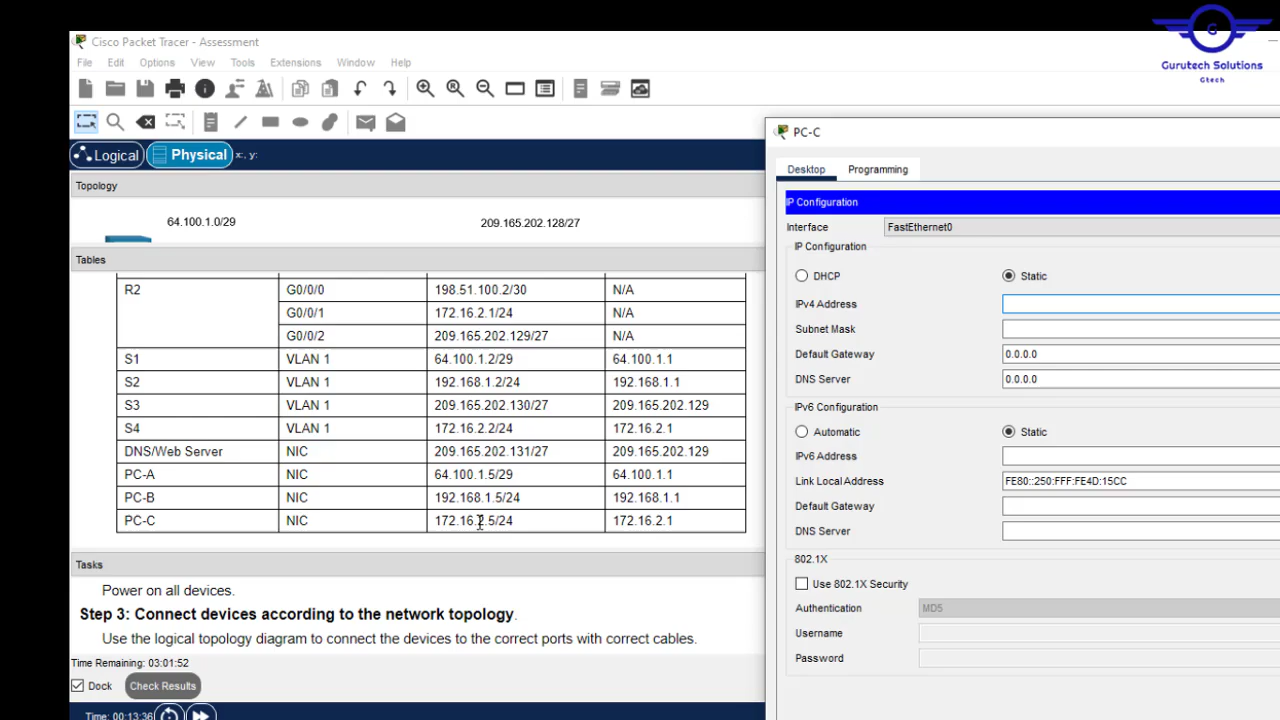 G
Gurutech Solutions
Gtech
Cisco Packet Tracer - Assessment
File Edit Options View Tools Extensions Window Help
Logical Physical x:, y:
Topology
64.100.1.0/29 209.165.202.128/27
Tables
R2 G0/0/0 198.51.100.2/30 N/A
G0/0/1 172.16.2.1/24 N/A
G0/0/2 209.165.202.129/27 N/A
S1 VLAN 1 64.100.1.2/29 64.100.1.1
S2 VLAN 1 192.168.1.2/24 192.168.1.1
S3 VLAN 1 209.165.202.130/27 209.165.202.129
S4 VLAN 1 172.16.2.2/24 172.16.2.1
DNS/Web Server NIC 209.165.202.131/27 209.165.202.129
PC-A NIC 64.100.1.5/29 64.100.1.1
PC-B NIC 192.168.1.5/24 192.168.1.1
PC-C NIC 172.16.2.5/24 172.16.2.1
Tasks
Power on all devices.
Step 3: Connect devices according to the network topology.
Use the logical topology diagram to connect the devices to the correct ports with correct cables.
Time Remaining: 03:01:52
Dock Check Results
Time: 00:13:36
PC-C
Desktop Programming
IP Configuration
Interface FastEthernet0
IP Configuration
DHCP Static
IPv4 Address
Subnet Mask
Default Gateway 0.0.0.0
DNS Server 0.0.0.0
IPv6 Configuration
Automatic Static
IPv6 Address
Link Local Address FE80::250:FFF:FE4D:15CC
Default Gateway
DNS Server
802.1X
Use 802.1X Security
Authentication MD5
Username
Password